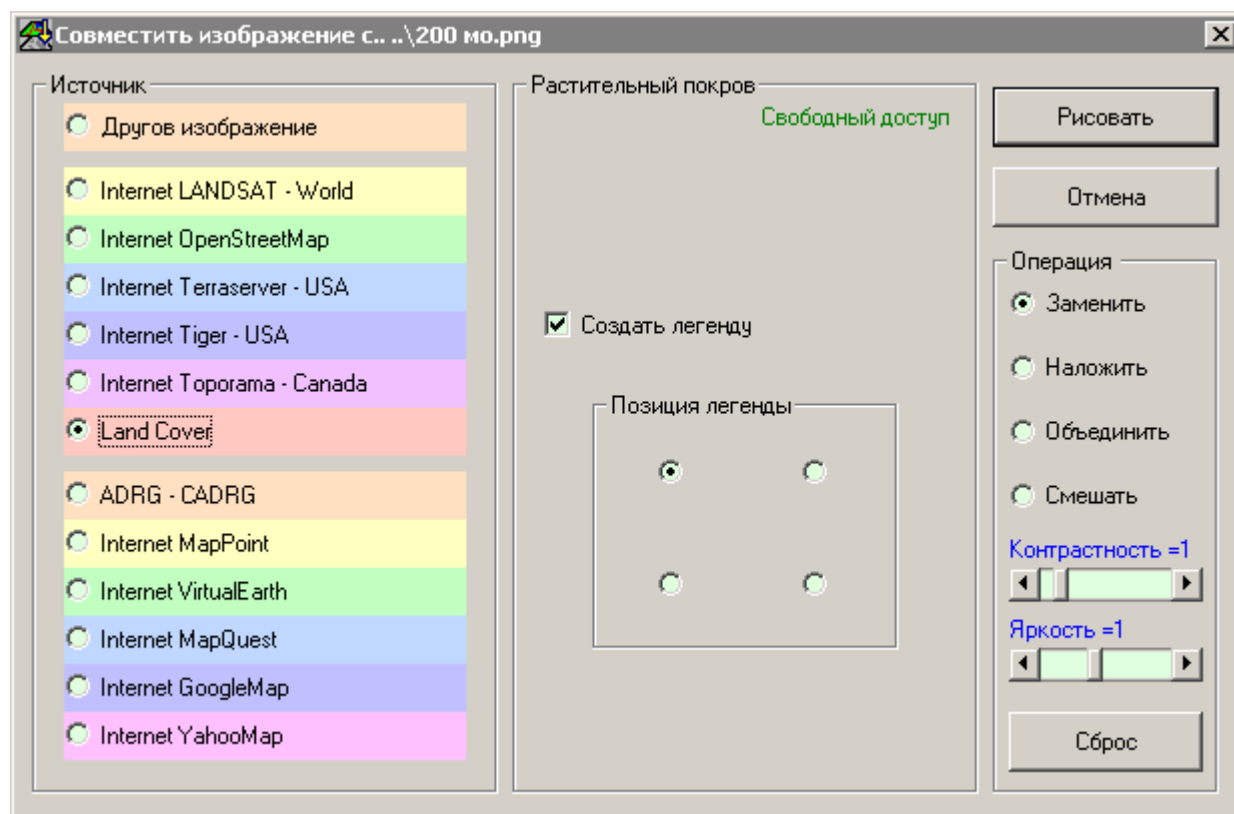 Совместить изображение с.. ..\200 мо.png
Источник
Другов изображение
Internet LANDSAT - World
Internet OpenStreetMap
Internet Terraserver - USA
Internet Tiger - USA
Internet Toporama - Canada
Land Cover
ADRG - CADRG
Internet MapPoint
Internet VirtualEarth
Internet MapQuest
Internet GoogleMap
Internet YahooMap
Растительный покров
Свободный доступ
Создать легенду
Позиция легенды
Рисовать
Отмена
Операция
Заменить
Наложить
Объединить
Смешать
Контрастность =1
Яркость =1
Сброс